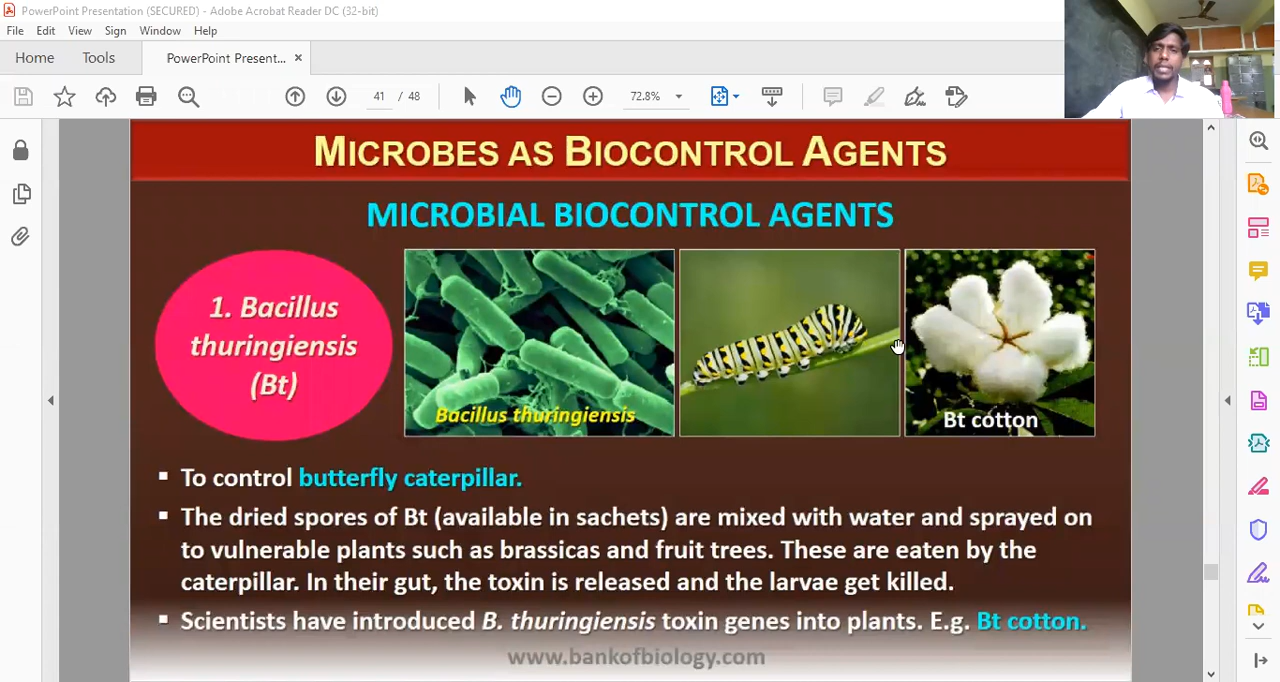 PowerPoint Presentation (SECURED) - Adobe Acrobat Reader DC (32-bit)
File Edit View Sign Window Help
Home Tools PowerPoint Present... ×
41 / 48 72.8%
MICROBES AS BIOCONTROL AGENTS
MICROBIAL BIOCONTROL AGENTS
1. Bacillus
thuringiensis
(Bt)
Bacillus thuringiensis
Bt cotton
▪ To control butterfly caterpillar.
▪ The dried spores of Bt (available in sachets) are mixed with water and sprayed on
to vulnerable plants such as brassicas and fruit trees. These are eaten by the
caterpillar. In their gut, the toxin is released and the larvae get killed.
▪ Scientists have introduced B. thuringiensis toxin genes into plants. E.g. Bt cotton.
www.bankofbiology.com